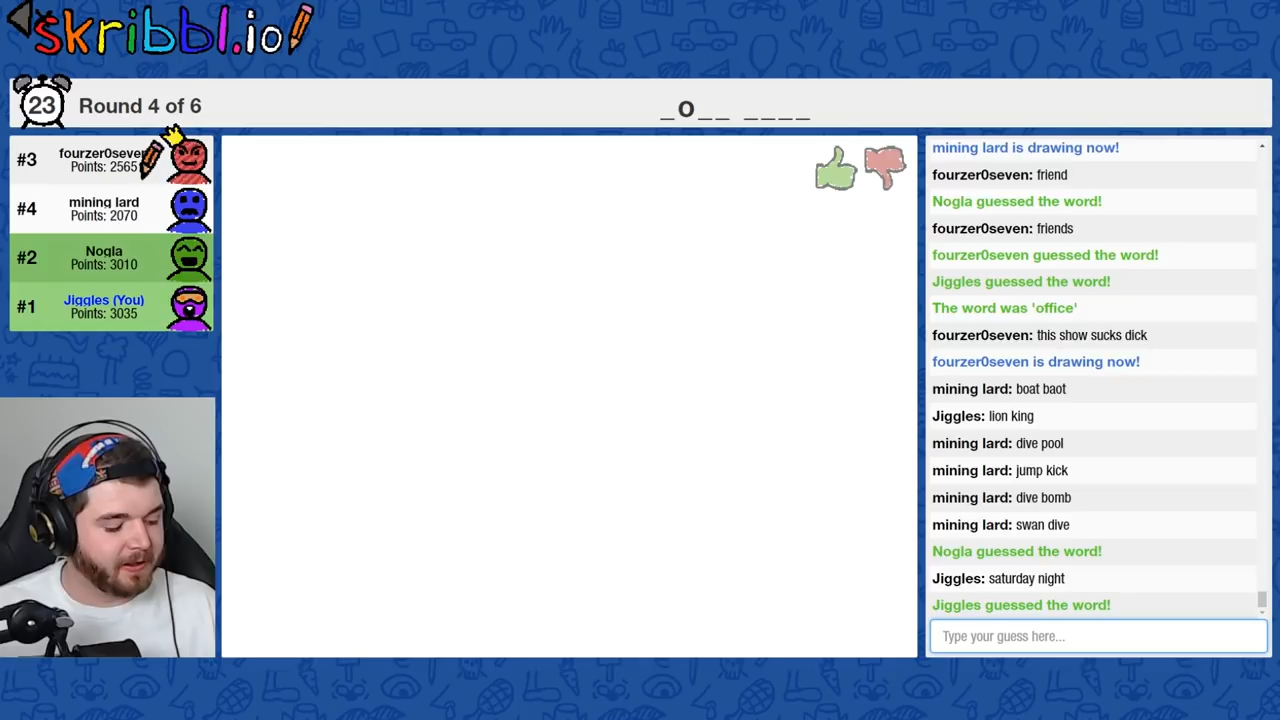 skribbl.io
23
Round 4 of 6
_o__ ____
#3
fourzer0seven
Points: 2565
#4
mining lard
Points: 2070
#2
Nogla
Points: 3010
#1
Jiggles (You)
Points: 3035
mining lard is drawing now!
fourzer0seven: friend
Nogla guessed the word!
fourzer0seven: friends
fourzer0seven guessed the word!
Jiggles guessed the word!
The word was 'office'
fourzer0seven: this show sucks dick
fourzer0seven is drawing now!
mining lard: boat baot
Jiggles: lion king
mining lard: dive pool
mining lard: jump kick
mining lard: dive bomb
mining lard: swan dive
Nogla guessed the word!
Jiggles: saturday night
Jiggles guessed the word!
Type your guess here...